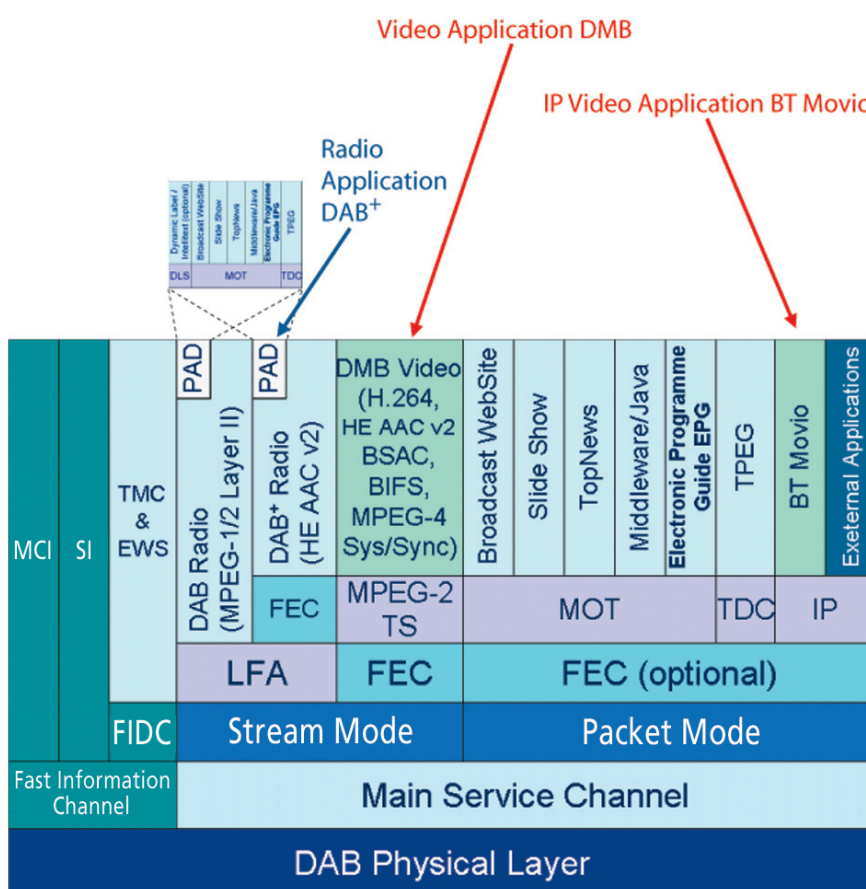 Video Application DMB
IP Video Application BT Movio
Radio
Application
DAB+
Dynamic Label /
Intellitext (optional)
Broadcast WebSite
Slide Show
TopNews
Middleware/Java
Electronic Programme
Guide EPG
TPEG
DLS
MOT
TDC
MCI
SI
TMC
&
EWS
PAD
DAB Radio
(MPEG-1/2 Layer II)
PAD
DAB+ Radio
(HE AAC v2)
DMB Video
(H.264,
HE AAC v2
BSAC,
BIFS,
MPEG-4
Sys/Sync)
Broadcast WebSite
Slide Show
TopNews
Middleware/Java
Electronic Programme
Guide EPG
TPEG
BT Movio
Exeternal Applications
FEC
MPEG-2
TS
MOT
TDC
IP
LFA
FEC
FEC (optional)
FIDC
Stream Mode
Packet Mode
Fast Information
Channel
Main Service Channel
DAB Physical Layer